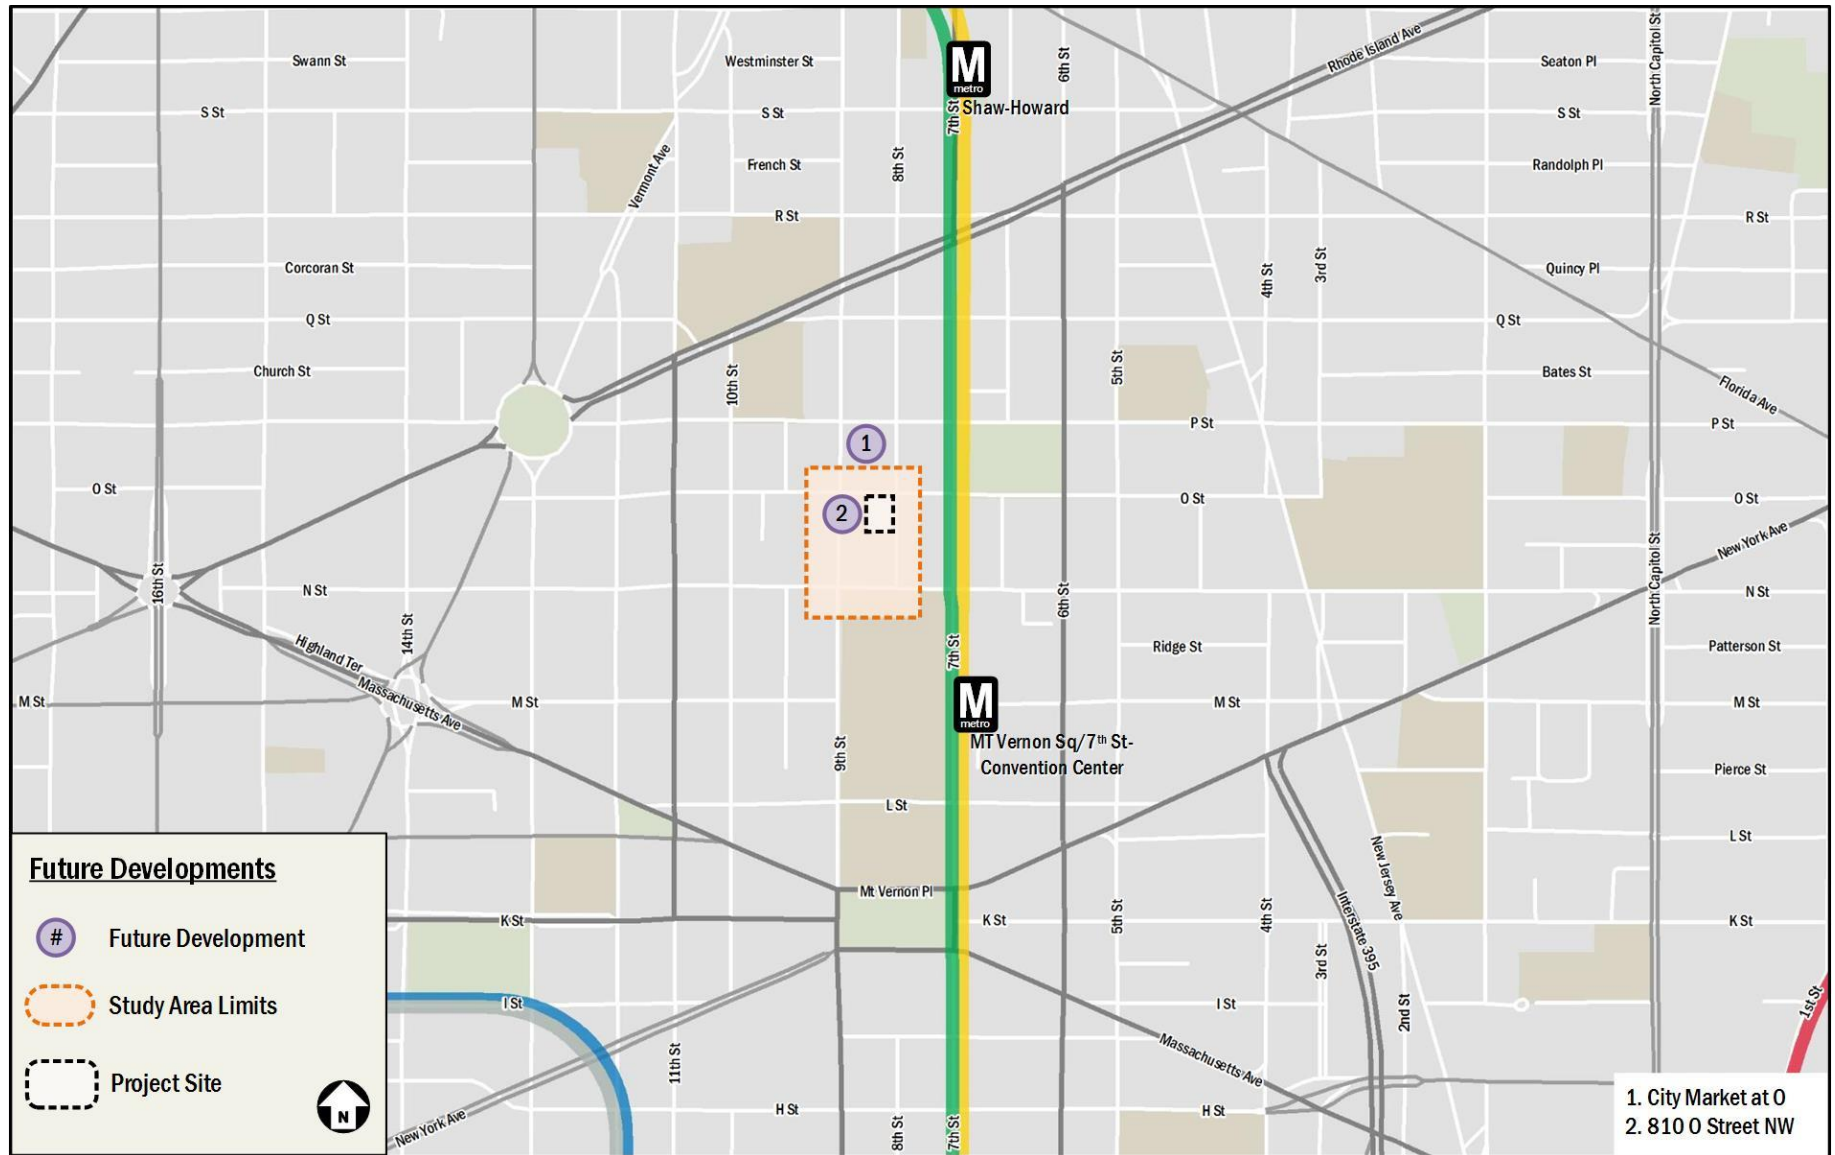 Swann St
Westminster St
M
metro
6th St
Rhode Island Ave
Seaton Pl
North Capitol St
S St
S St
7th St
Shaw-Howard
S St
Vermont Ave
French St
8th St
Randolph Pl
R St
R St
Corcoran St
4th St
3rd St
Quincy Pl
Q St
Q St
Church St
10th St
5th St
Bates St
Florida Ave
P St
P St
1
O St
2
O St
O St
New York Ave
16th St
N St
6th St
North Capitol St
N St
14th St
Highland Ter
7th St
Ridge St
Patterson St
Massachusetts Ave
M St
M St
M
metro
M St
M St
9th St
MT Vernon Sq/7th St-
Convention Center
Pierce St
L St
L St
New Jersey Ave
Mt Vernon Pl
K St
K St
5th St
4th St
Interstate 395
K St
3rd St
I St
I St
2nd St
1st St
11th St
Massachusetts Ave
New York Ave
H St
8th St
7th St
H St
Future Developments
# Future Development
Study Area Limits
Project Site
N
1. City Market at O
2. 810 O Street NW